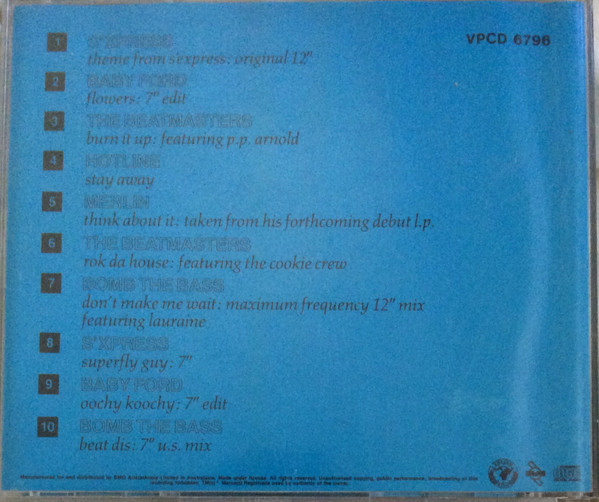 VPCD 6796
1 S'XPRESS
theme from s'express: original 12"
2 BABY FORD
flowers: 7" edit
3 THE BEATMASTERS
burn it up: featuring p.p. arnold
4 HOTLINE
stay away
5 MERLIN
think about it: taken from his forthcoming debut l.p.
6 THE BEATMASTERS
rok da house: featuring the cookie crew
7 BOMB THE BASS
don't make me wait: maximum frequency 12" mix
featuring lauraine
8 S'XPRESS
superfly guy: 7"
9 BABY FORD
oochy koochy: 7" edit
10 BOMB THE BASS
beat dis: 7" u.s. mix